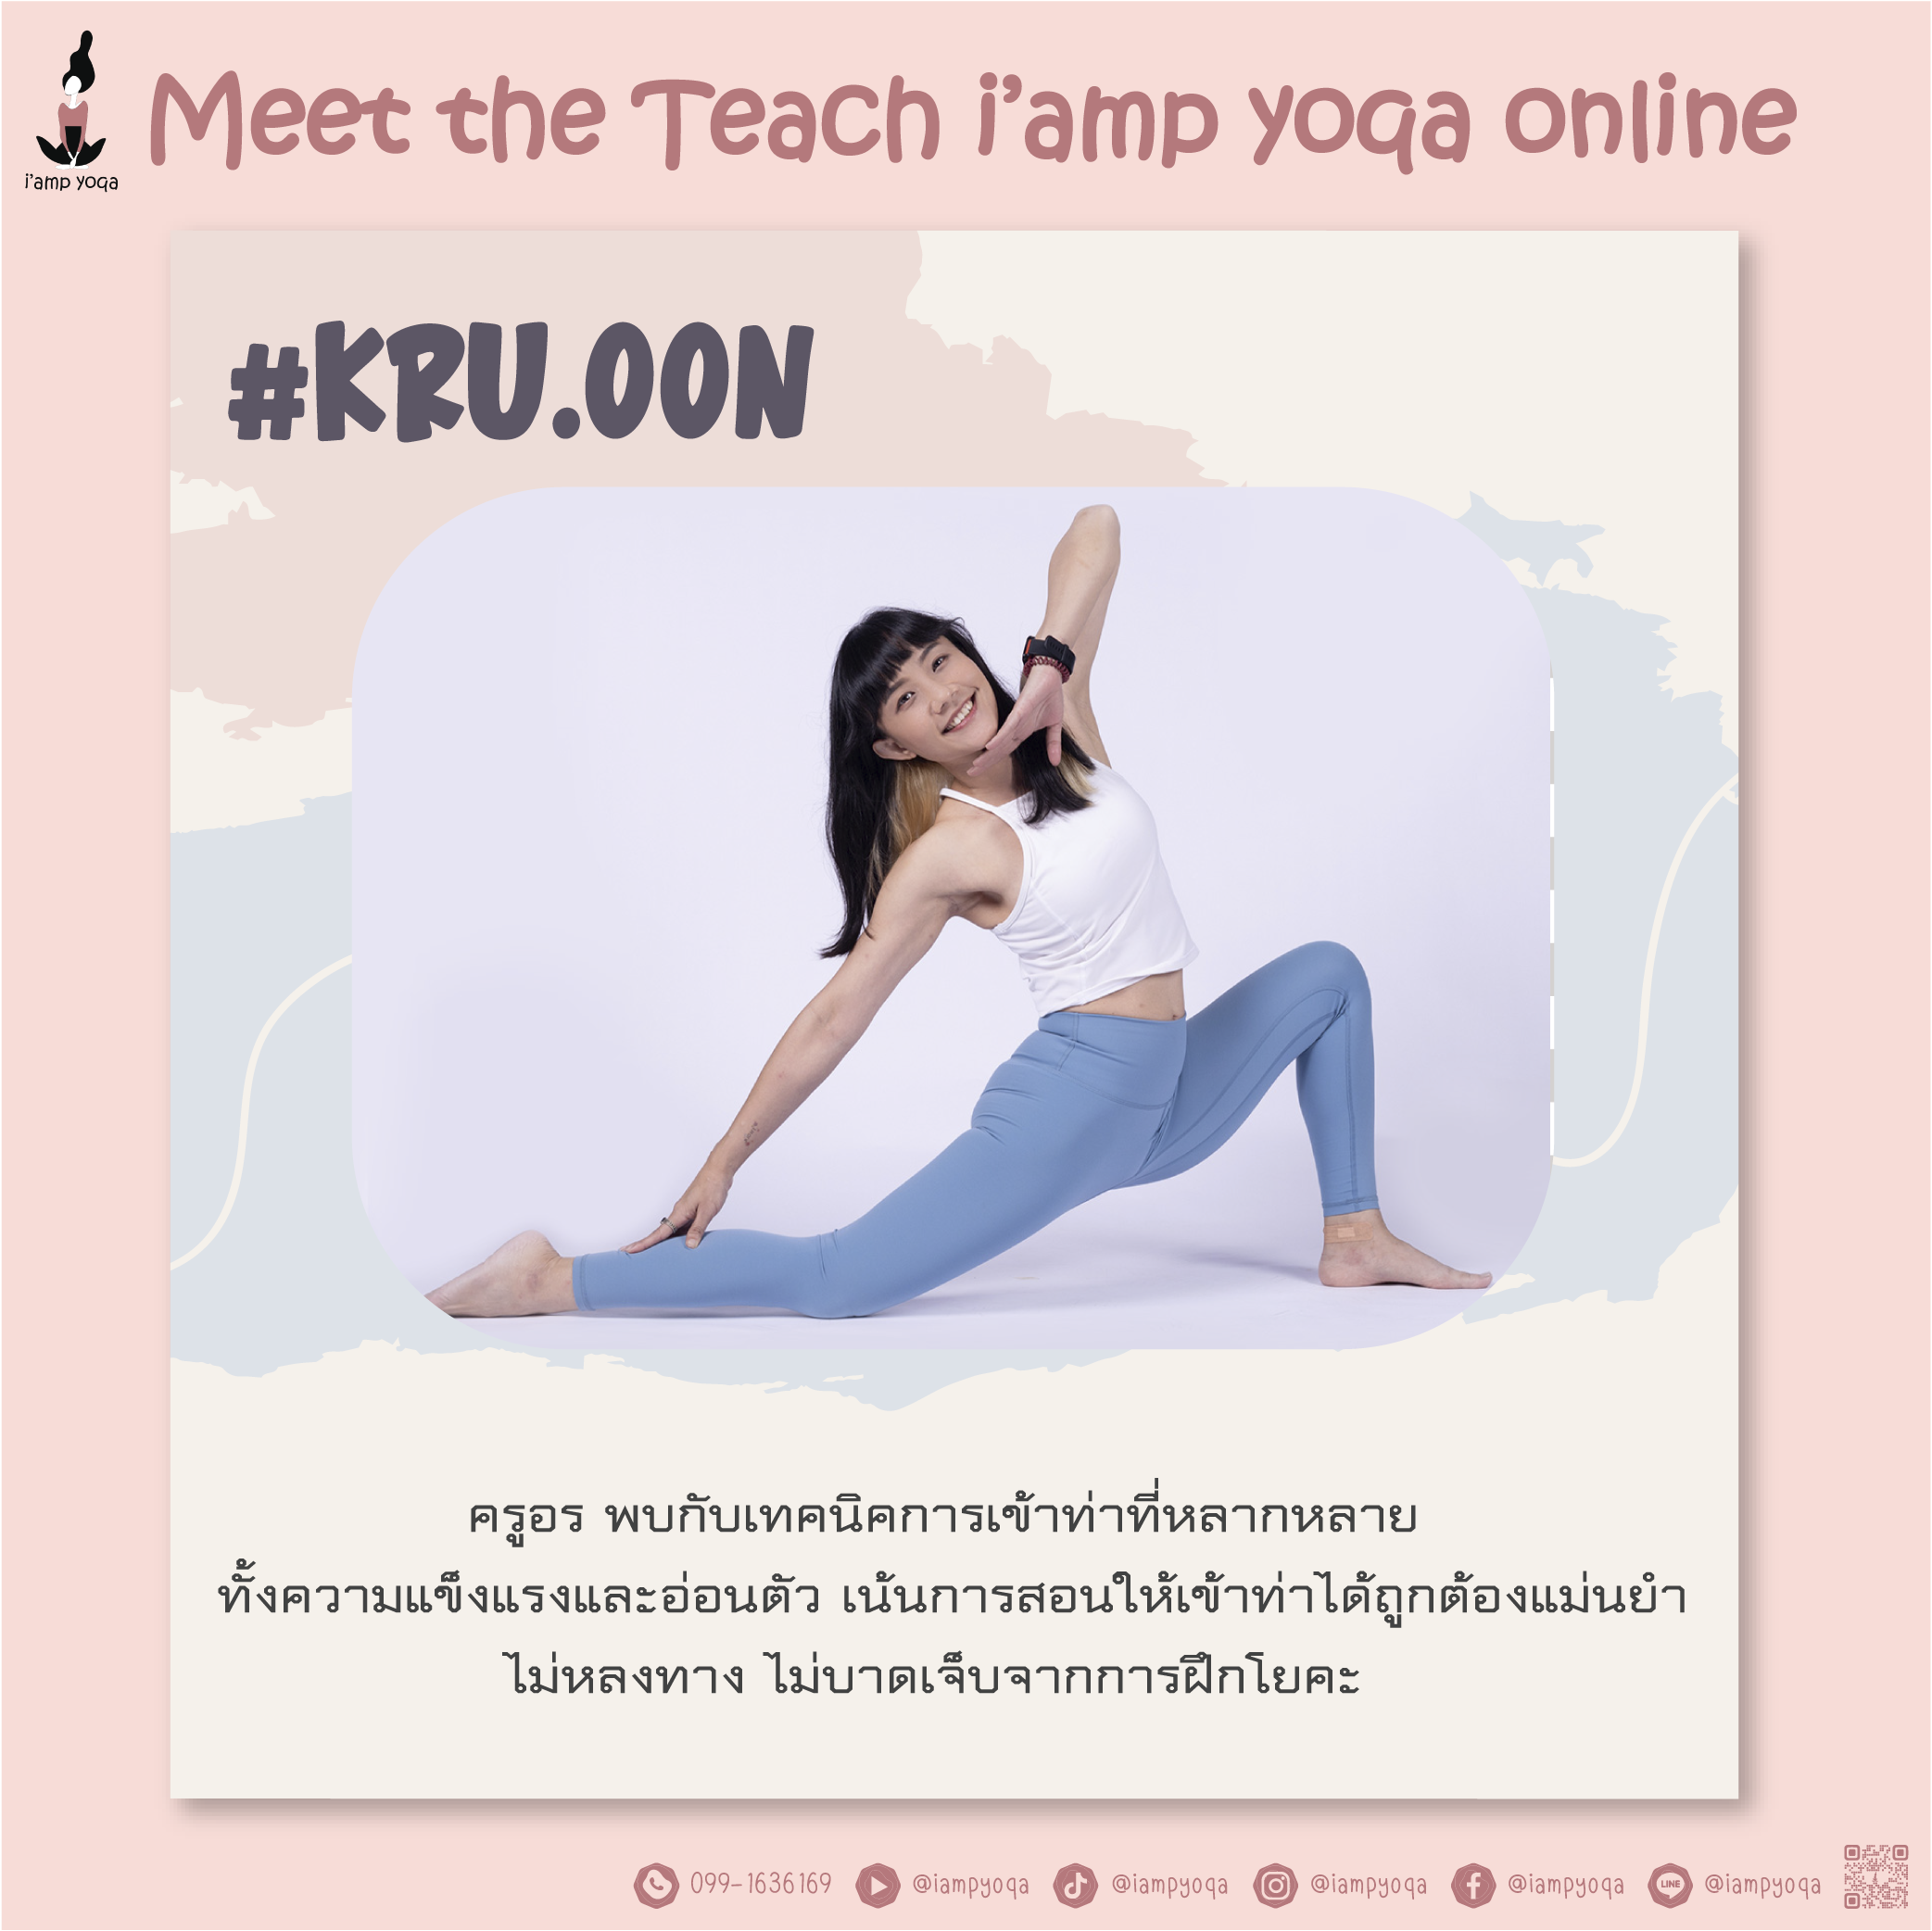 i'amp yoga
Meet the Teach i'amp yoga online
#KRU.OON
ครูอร พบกับเทคนิคการเข้าท่าที่หลากหลาย
ทั้งความแข็งแรงและอ่อนตัว เน้นการสอนให้เข้าท่าได้ถูกต้องแม่นยำ
ไม่หลงทาง ไม่บาดเจ็บจากการฝึกโยคะ
099-1636169 @iampyoga @iampyoga @iampyoga @iampyoga LINE @iampyoga